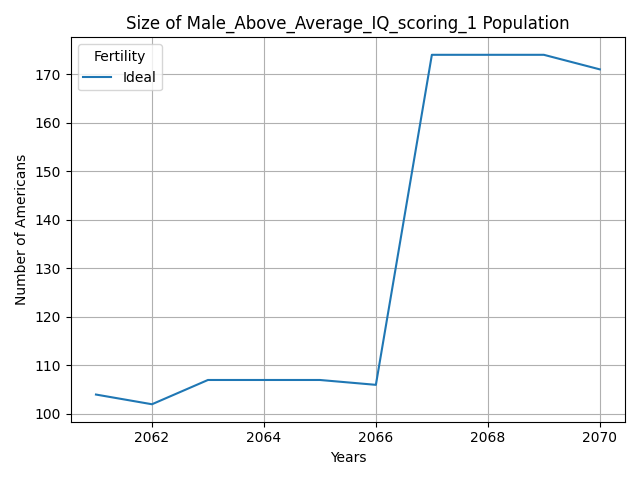 Size of Male_Above_Average_IQ_scoring_1 Population
Fertility
Ideal
Number of Americans
170
160
150
140
130
120
110
100
2062 2064 2066 2068 2070
Years